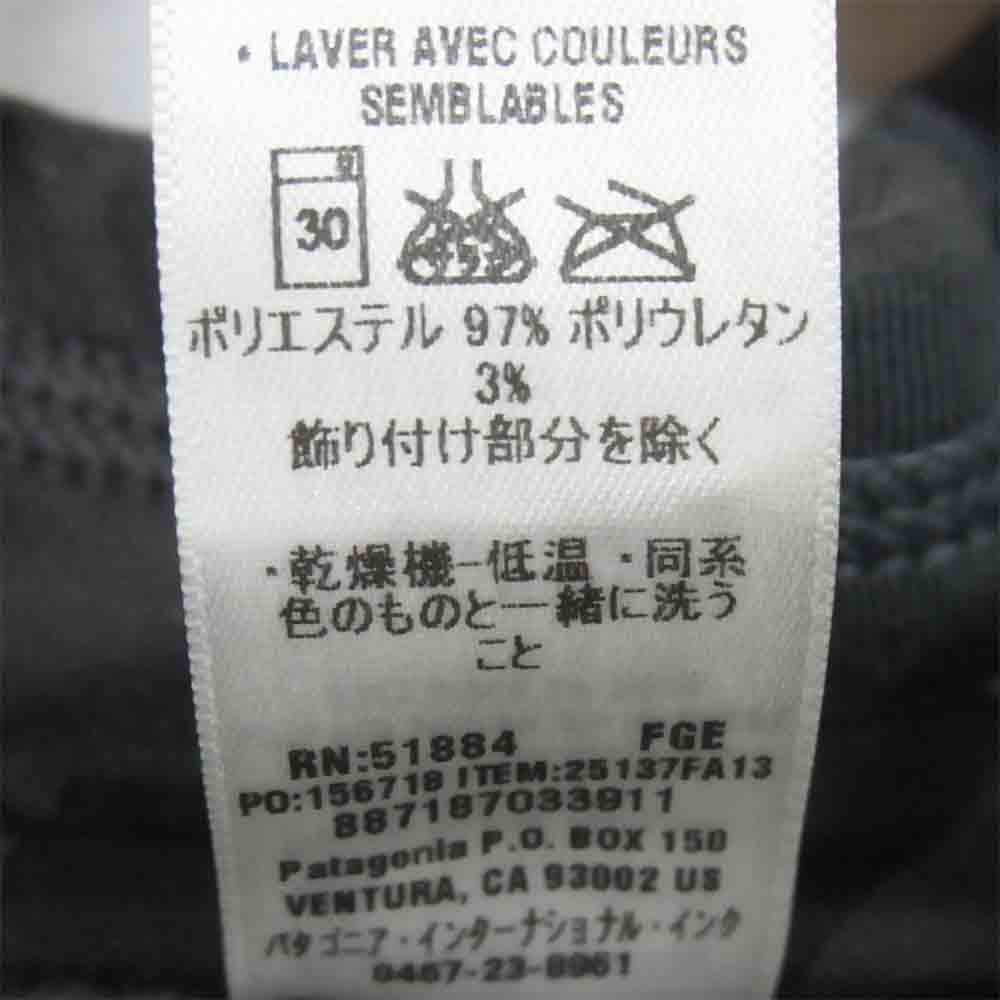 ・LAVER AVEC COULEURS
SEMBLABLES
30
ポリエステル 97% ポリウレタン
3%
飾り付け部分を除く
・乾燥機－低温 ・同系
色のものと一緒に洗う
こと
RN:51884 FGE
PO:156718 ITEM:25137FA13
887187033911
Patagonia P.O. BOX 150
VENTURA, CA 93002 US
パタゴニア・インターナショナル・インク
0467-23-8961